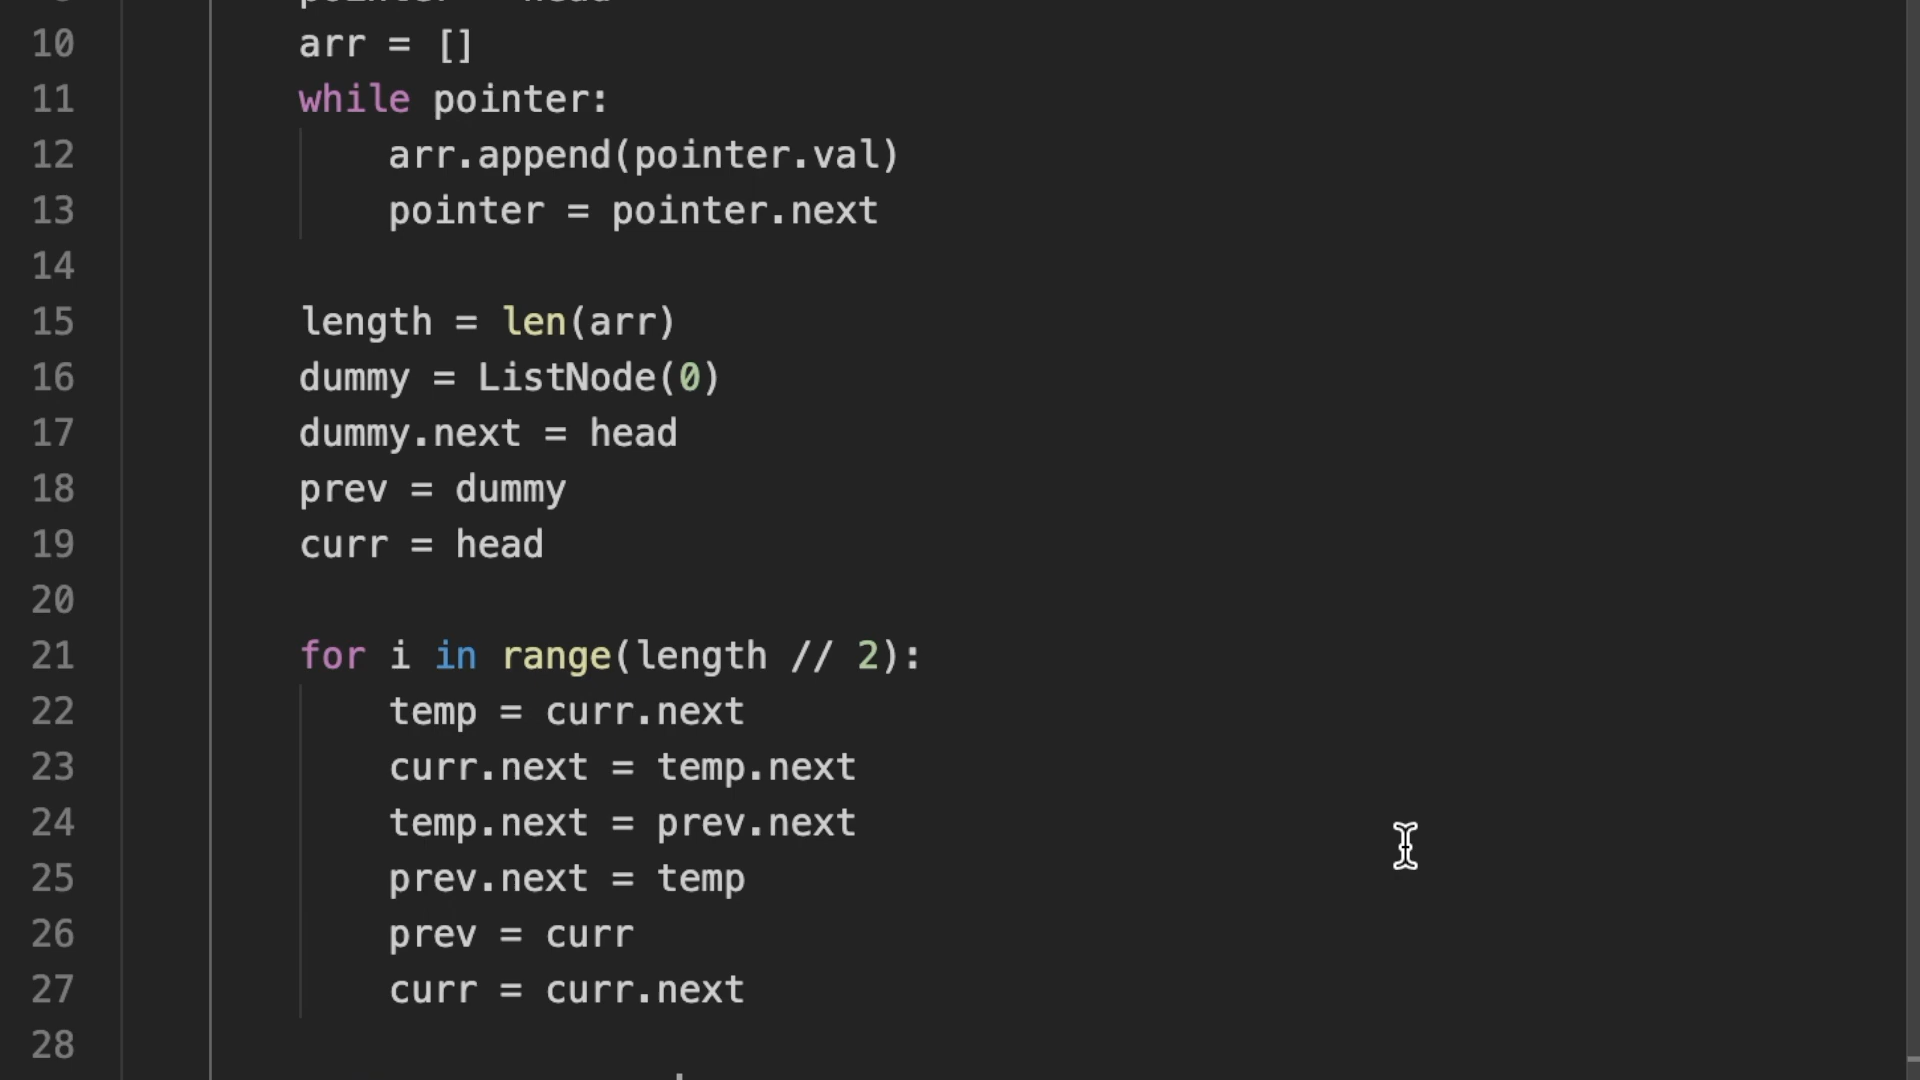 10 arr = []
11 while pointer:
12 arr.append(pointer.val)
13 pointer = pointer.next
14
15 length = len(arr)
16 dummy = ListNode(0)
17 dummy.next = head
18 prev = dummy
19 curr = head
20
21 for i in range(length // 2):
22 temp = curr.next
23 curr.next = temp.next
24 temp.next = prev.next
25 prev.next = temp
26 prev = curr
27 curr = curr.next
28